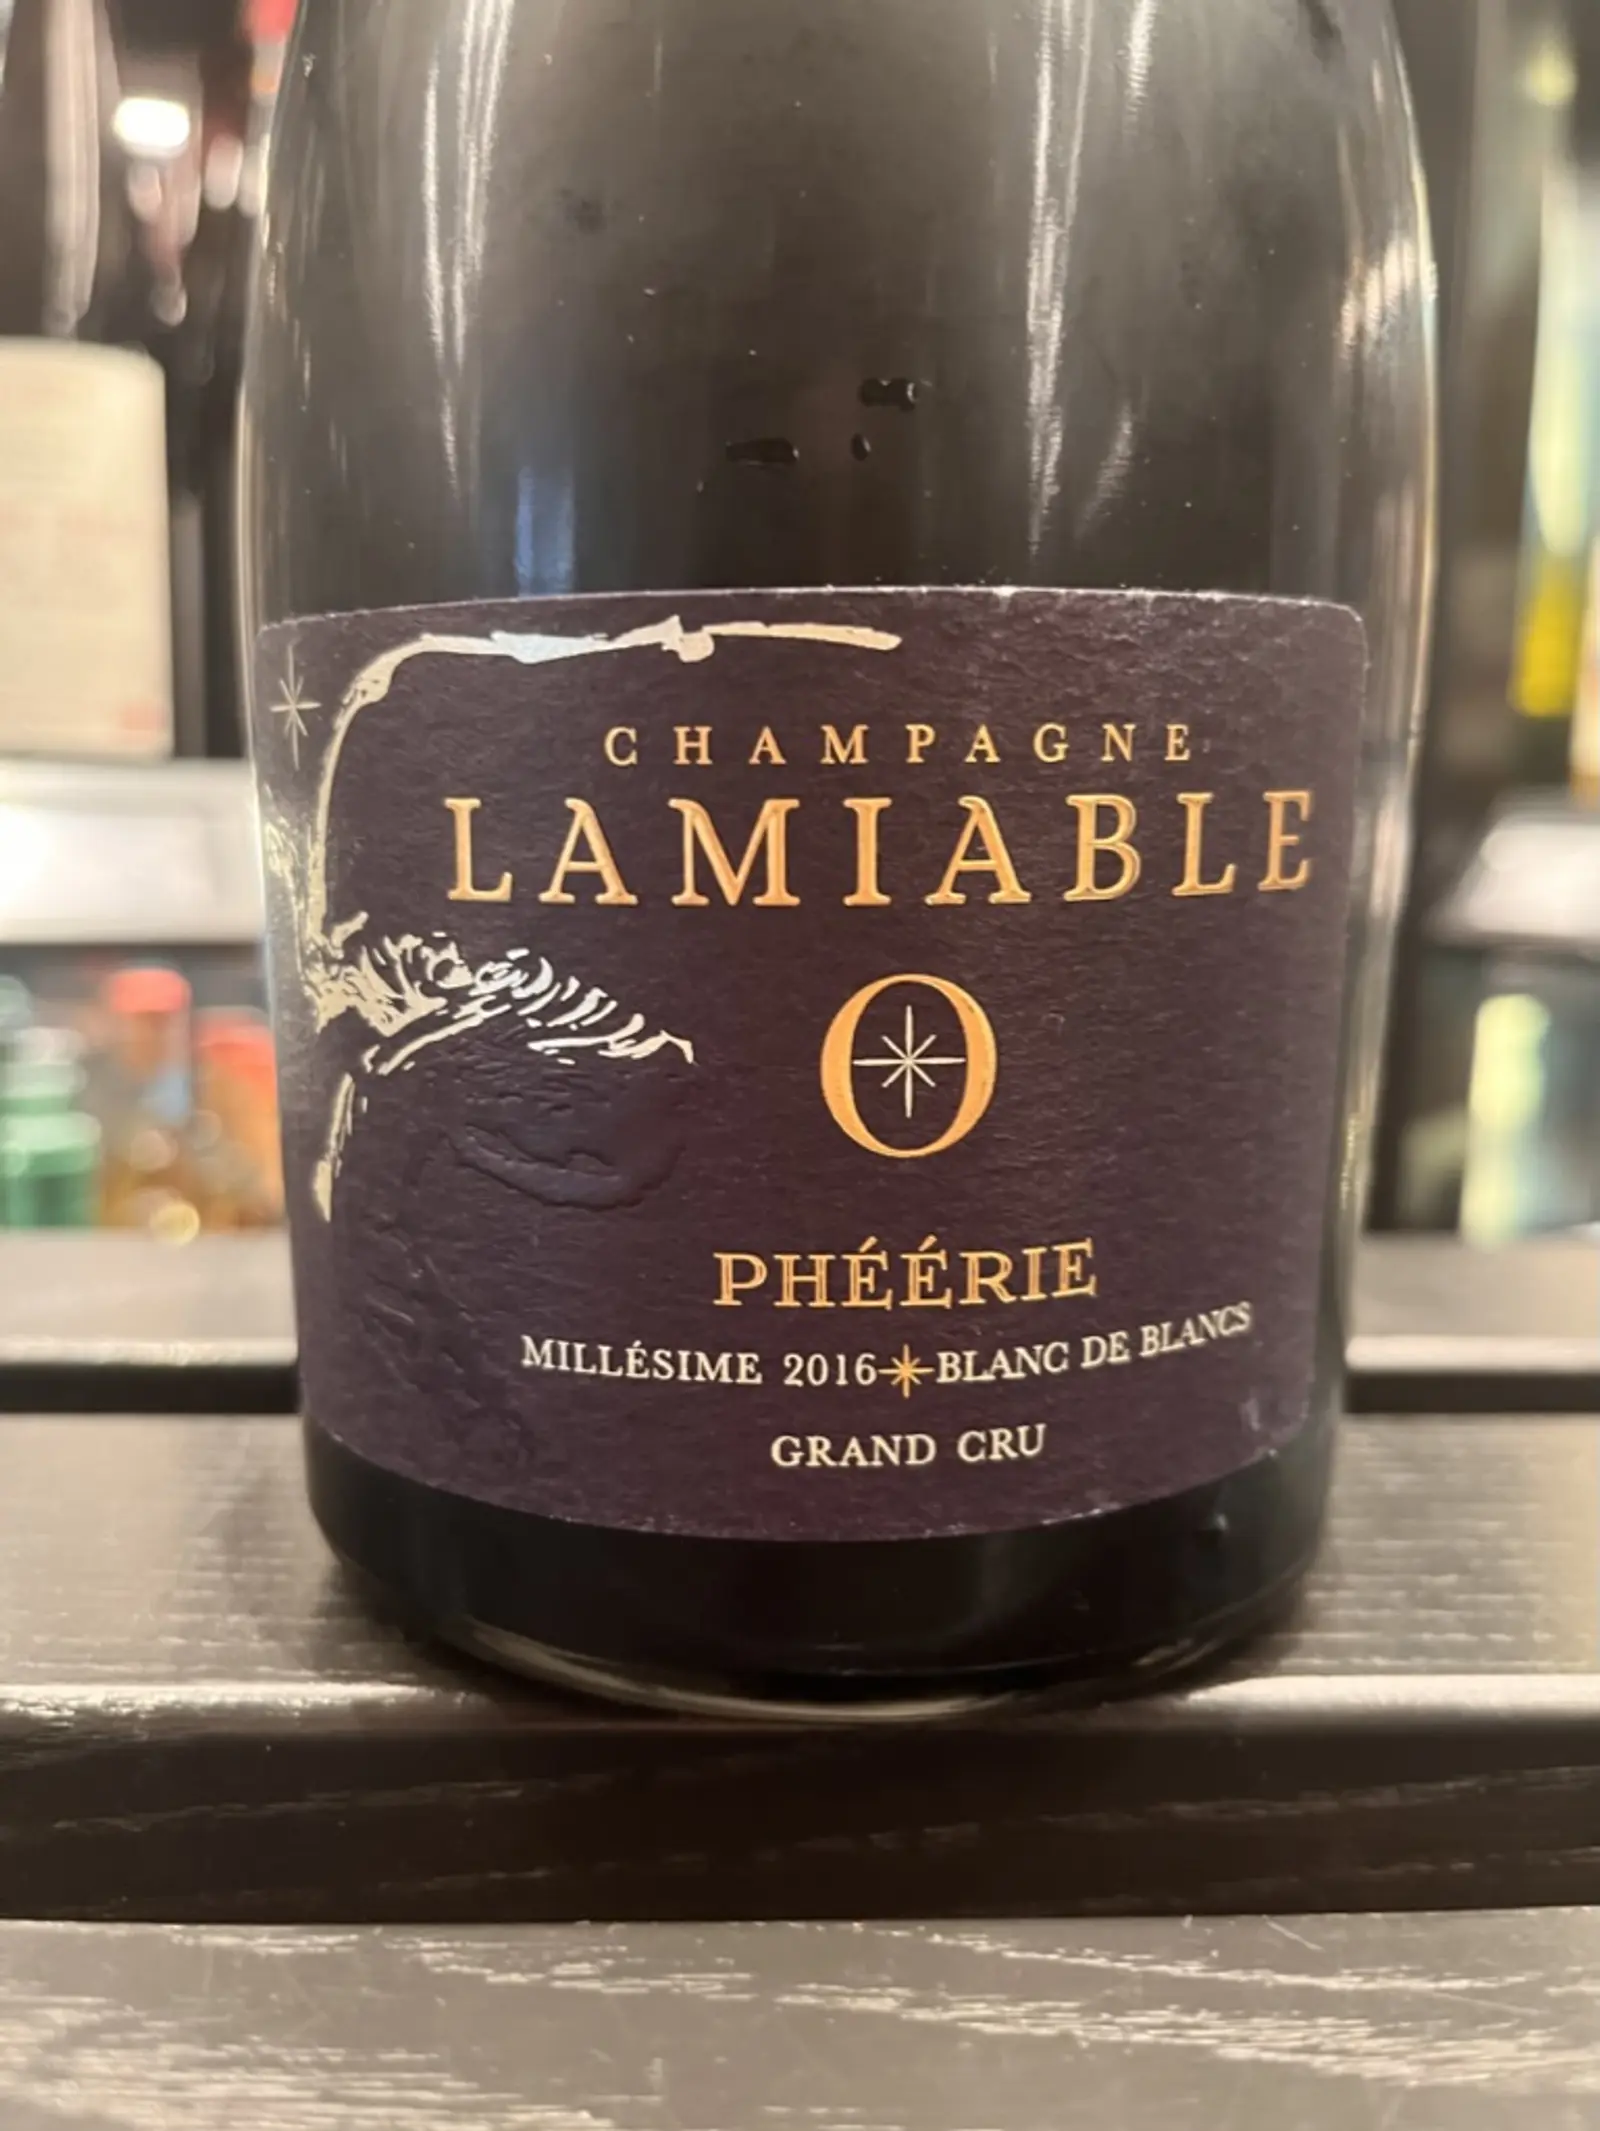 CHAMPAGNE
LAMIABLE
O
PHÉÉRIE
MILLÉSIME 2016 BLANC DE BLANCS
GRAND CRU